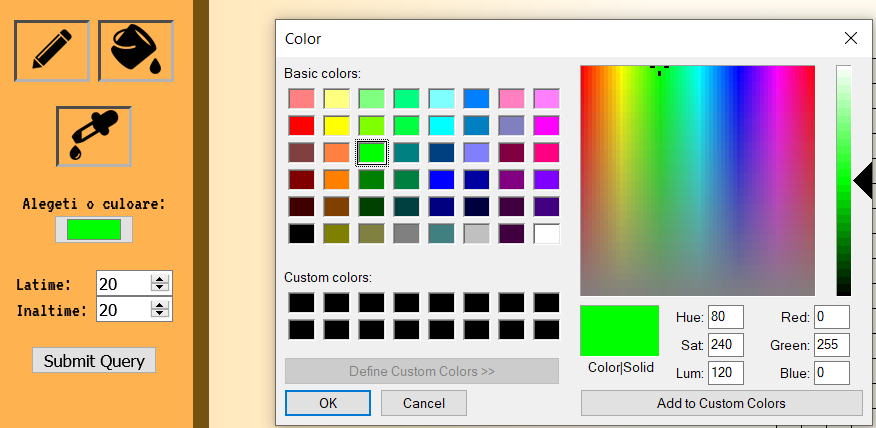 Alegeti o culoare:
Latime: 20
Inaltime: 20
Submit Query
Color
Basic colors:
Custom colors:
Define Custom Colors >>
OK Cancel
Color|Solid
Hue: 80 Red: 0
Sat: 240 Green: 255
Lum: 120 Blue: 0
Add to Custom Colors